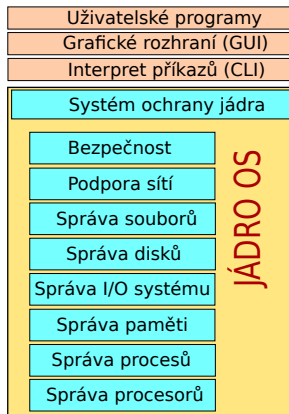 Uživatelské programy
Grafické rozhraní (GUI)
Interpret příkazů (CLI)
Systém ochrany jádra
Bezpečnost
Podpora sítí
Správa souborů
Správa disků
Správa I/O systému
Správa paměti
Správa procesů
Správa procesorů
JÁDRO OS